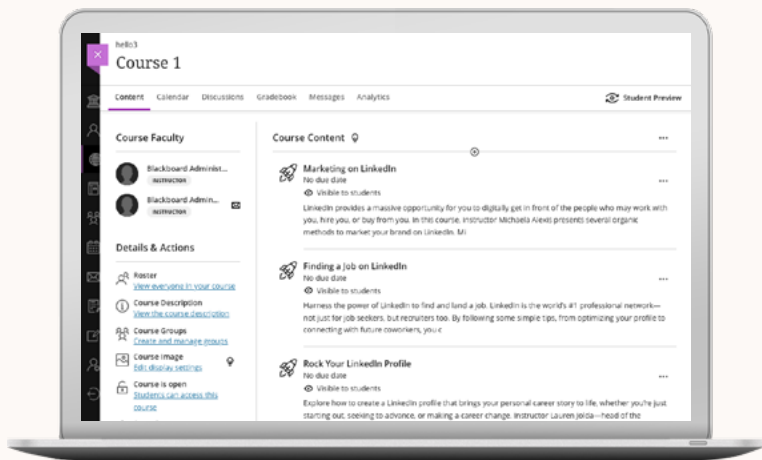 hello3
Course 1
Content Calendar Discussions Gradebook Messages Analytics
Student Preview
Course Faculty
Blackboard Administ...
INSTRUCTOR
Blackboard Admin...
INSTRUCTOR
Details & Actions
Roster
View everyone in your course
Course Description
View the course description
Course Groups
Create and manage groups
Course Image
Edit display settings
Course is open
Students can access this
course
Course Content
Marketing on LinkedIn
No due date
Visible to students
LinkedIn provides a massive opportunity for you to digitally get in front of the people who may work with
you, hire you, or buy from you. In this course, instructor Michaela Alexis presents several organic
methods to market your brand on LinkedIn. Mi
Finding a Job on LinkedIn
No due date
Visible to students
Harness the power of LinkedIn to find and land a job. LinkedIn is the world's #1 professional network—
not just for job seekers, but recruiters too. By following some simple tips, from optimizing your profile to
connecting with future coworkers, you c
Rock Your LinkedIn Profile
No due date
Visible to students
Explore how to create a LinkedIn profile that brings your personal career story to life, whether you're just
starting out, seeking to advance, or making a career change. Instructor Lauren Jolda—head of the